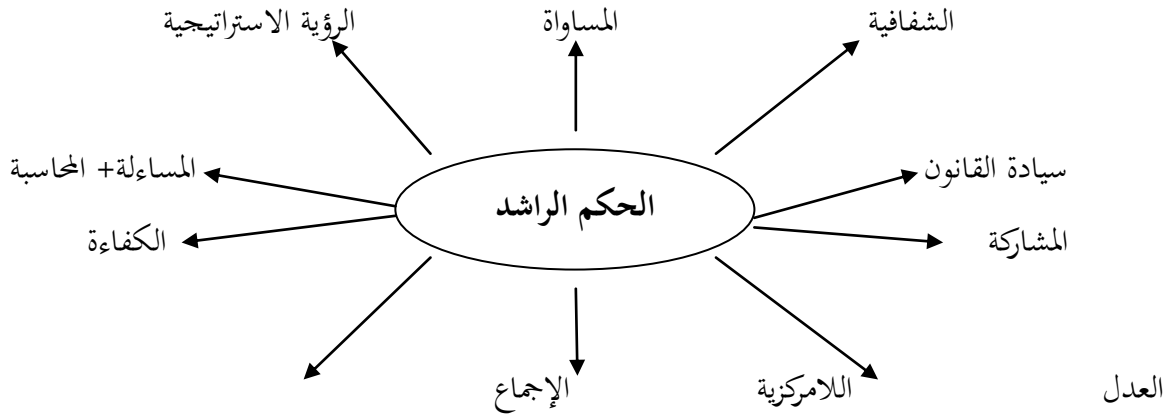 الشفافية المساواة الرؤية الاستراتيجية
سيادة القانون المساءلة+ المحاسبة
الحكم الراشد
المشاركة الكفاءة
العدل اللامركزية الإجماع